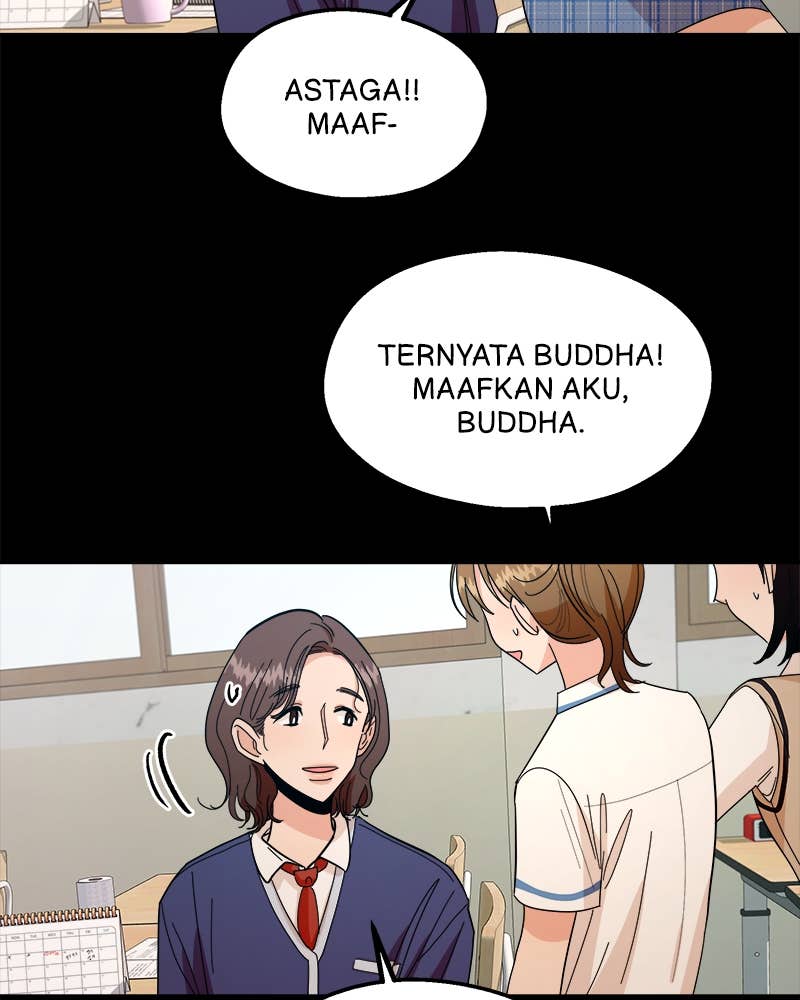 ASTAGA!!
MAAF-
TERNYATA BUDDHA!
MAAFKAN AKU,
BUDDHA.